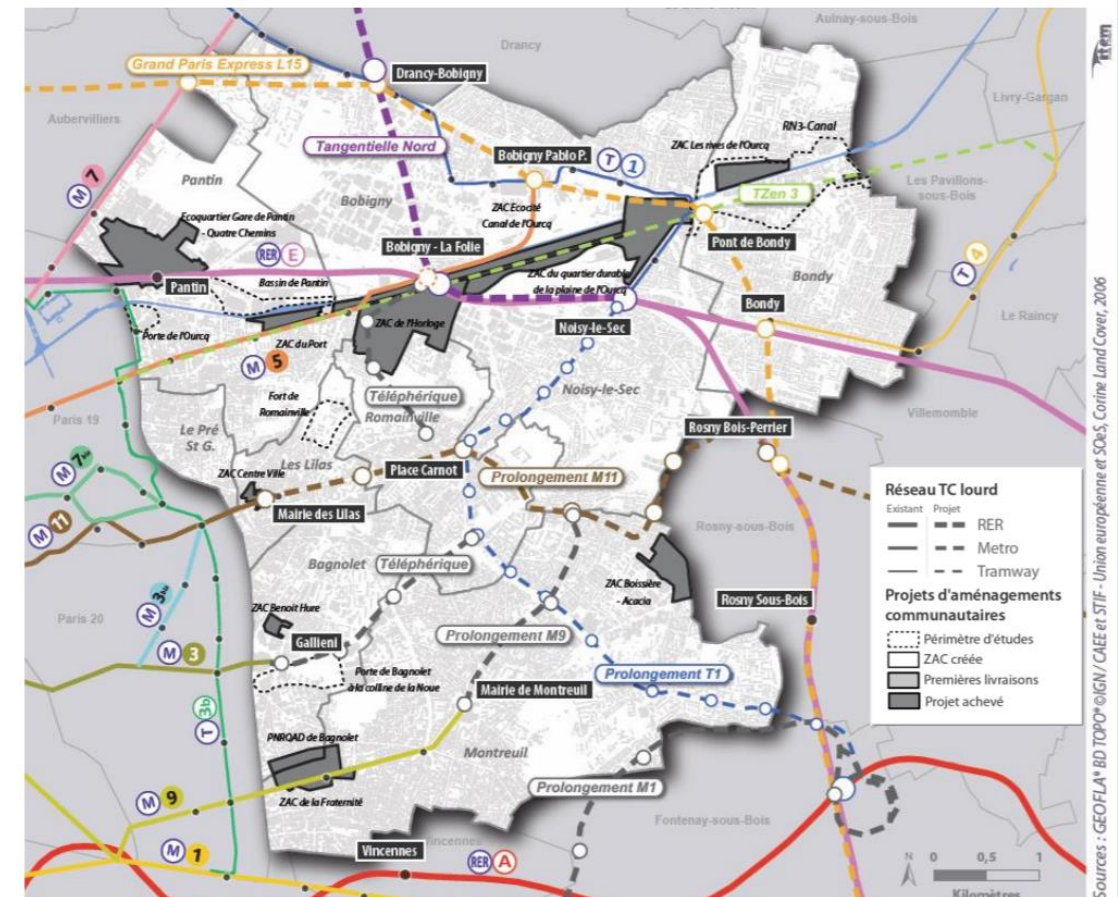 Drancy
Aulnay-sous-Bois
Grand Paris Express L15
Drancy-Bobigny
Livry-Gargan
Aubervilliers
RN3-Canal
ZAC Les rives de l'Ourcq
Tangentielle Nord
Bobigny Pablo P.
T 1
M 7
Pantin
Bobigny
TZen 3
Les Pavillons-
sous-Bois
ZAC Ecocité
Canal de l'Ourcq
Ecoquartier Gare de Pantin
- Quatre Chemins
Pont de Bondy
RER E
Bobigny - La Folie
Bondy
T 4
Pantin
Bassin de Pantin
ZAC du quartier durable
de la plaine de l'Ourcq
Bondy
Le Raincy
Porte de l'Ourcq
ZAC de l'Horloge
Noisy-le-Sec
ZAC du Port
M 5
Téléphérique
Noisy-le-Sec
Fort de
Romainville
Romainville
Villemomble
Paris 19
Le Pré
St G.
Rosny Bois-Perrier
M 7bis
Les Lilas
ZAC Centre Ville
Place Carnot
Prolongement M11
M 11
Mairie des Lilas
Rosny-sous-Bois
Bagnolet
Téléphérique
ZAC Boissière
- Acacia
M 3bis
Paris 20
ZAC Benoit Hure
Rosny Sous-Bois
M 3
Gallieni
Prolongement M9
Porte de Bagnolet
à la colline de la Noue
Prolongement T1
Mairie de Montreuil
T 3b
PNRQAD de Bagnolet
Montreuil
M 9
ZAC de la Fraternité
Prolongement M1
Fontenay-sous-Bois
M 1
Vincennes
Vincennes
RER A
Réseau TC lourd
Existant Projet
RER
Metro
Tramway
Projets d'aménagements
communautaires
Périmètre d'études
ZAC créée
Premières livraisons
Projet achevé
N
0 0,5 1
Kilomètres
Sources : GEOFLA® BD TOPO® ©IGN / CAEE et STIF - Union européenne et SOeS, Corine Land Cover, 2006